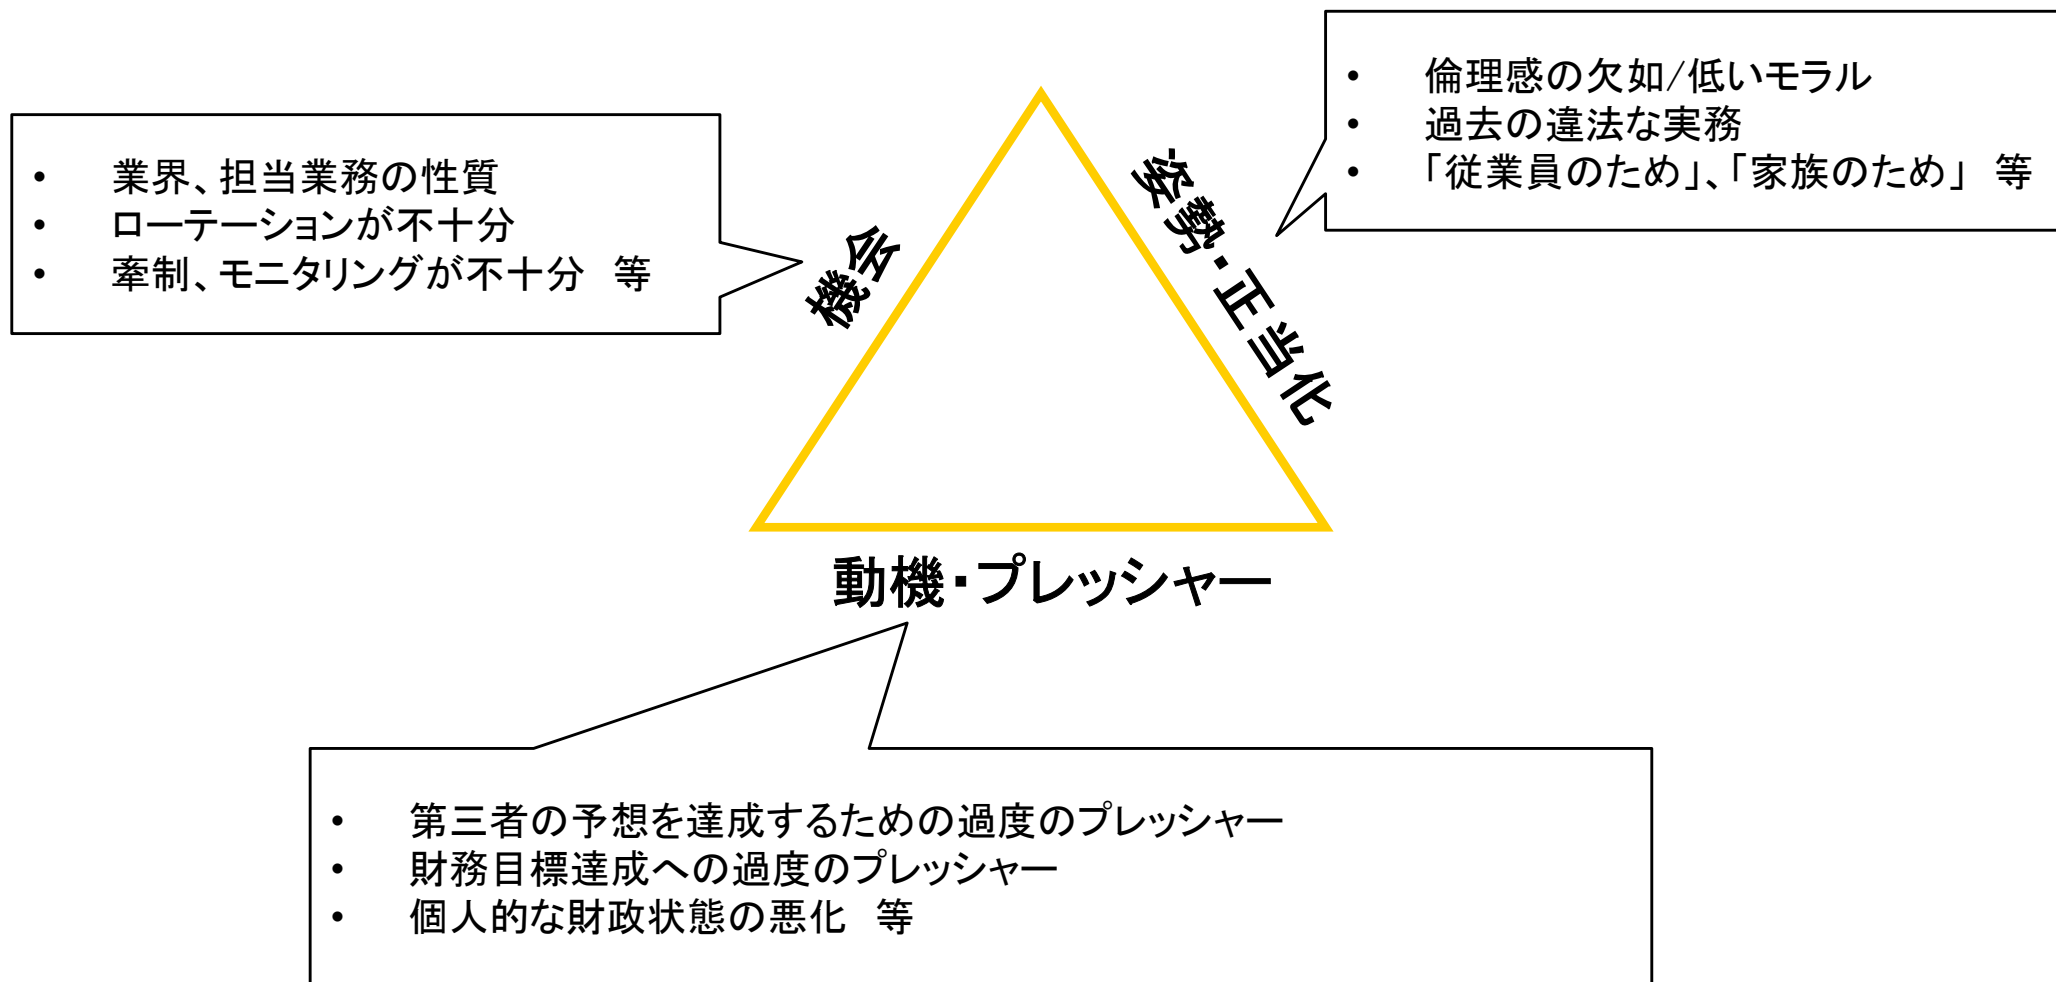 • 倫理感の欠如/低いモラル
• 過去の違法な実務
• 「従業員のため」、「家族のため」 等
• 業界、担当業務の性質
• ローテーションが不十分
• 牽制、モニタリングが不十分 等
機会
姿勢・正当化
動機・プレッシャー
• 第三者の予想を達成するための過度のプレッシャー
• 財務目標達成への過度のプレッシャー
• 個人的な財政状態の悪化 等